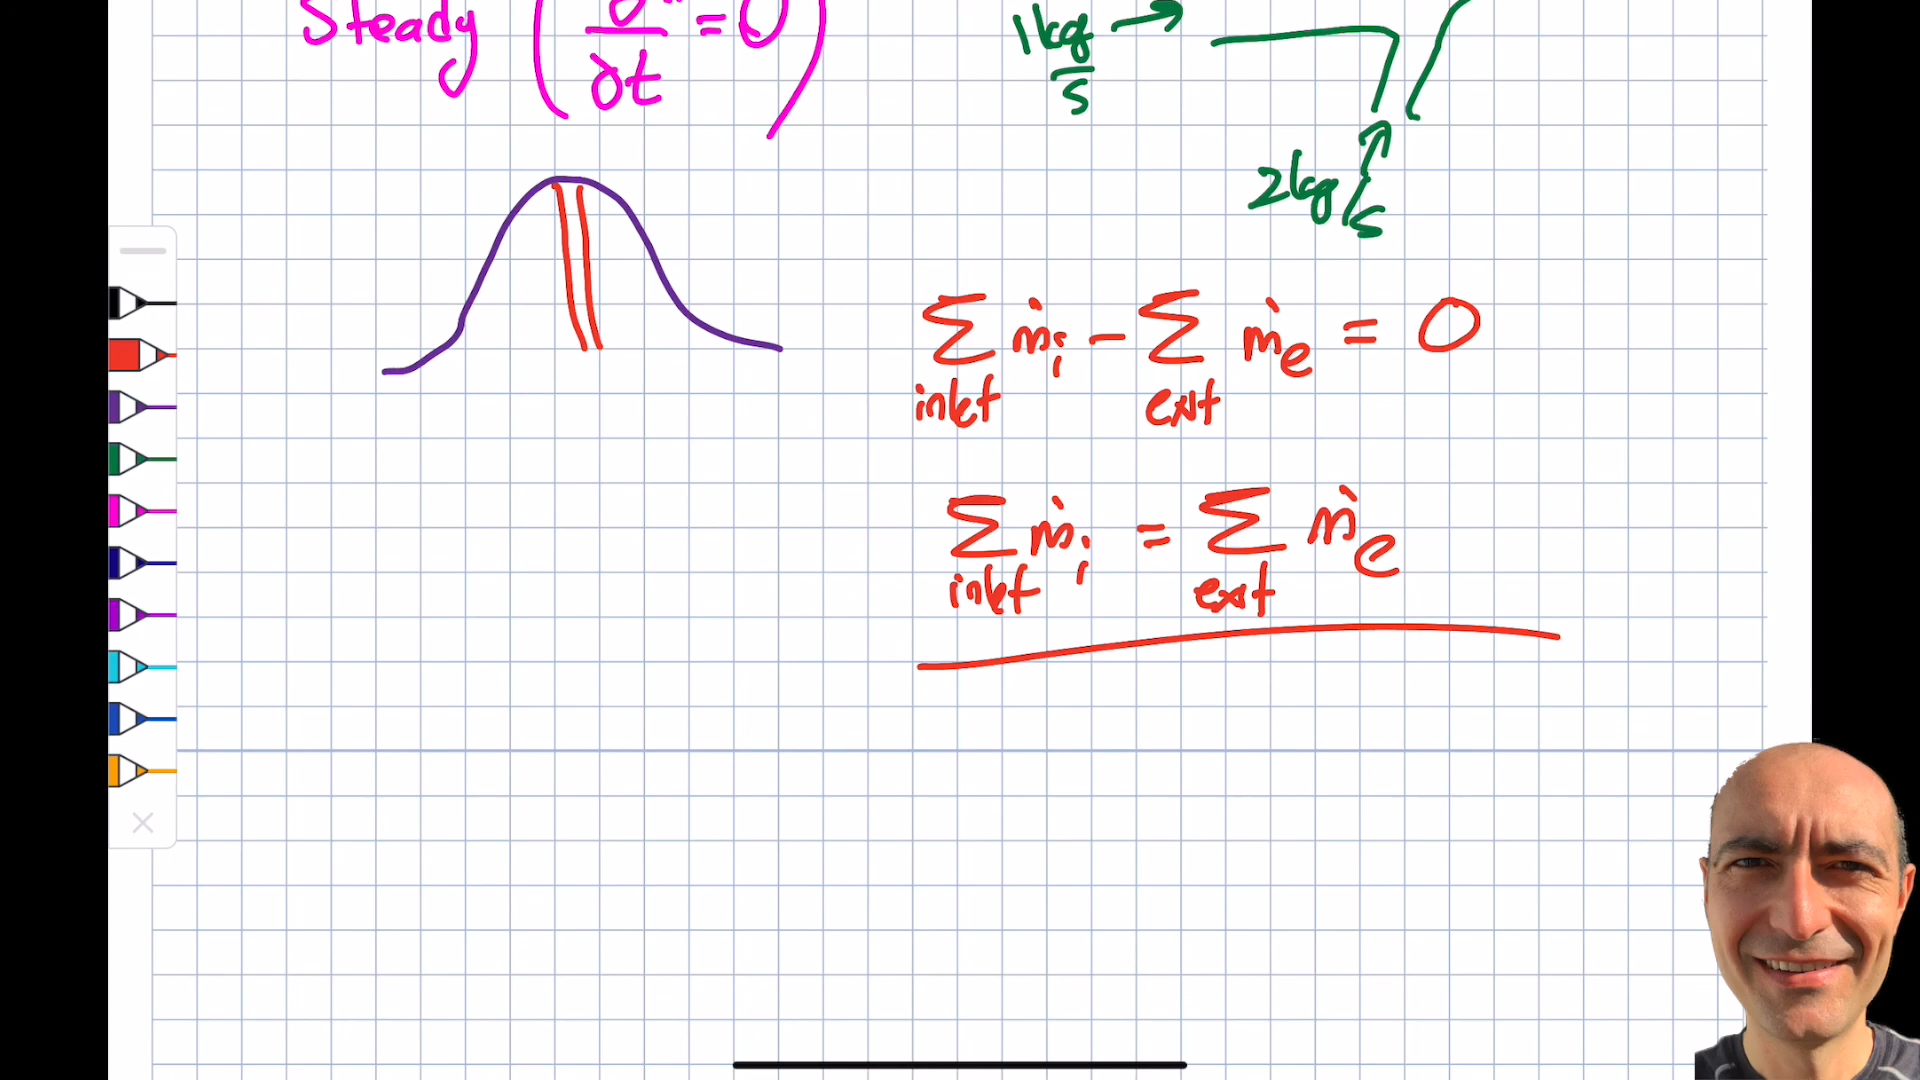 Steady (∂"/∂t = 0)
1kg/s →
2kg/s
∑ ṁi - ∑ ṁe = 0
inlet exit
∑ ṁi = ∑ ṁe
inlet exit